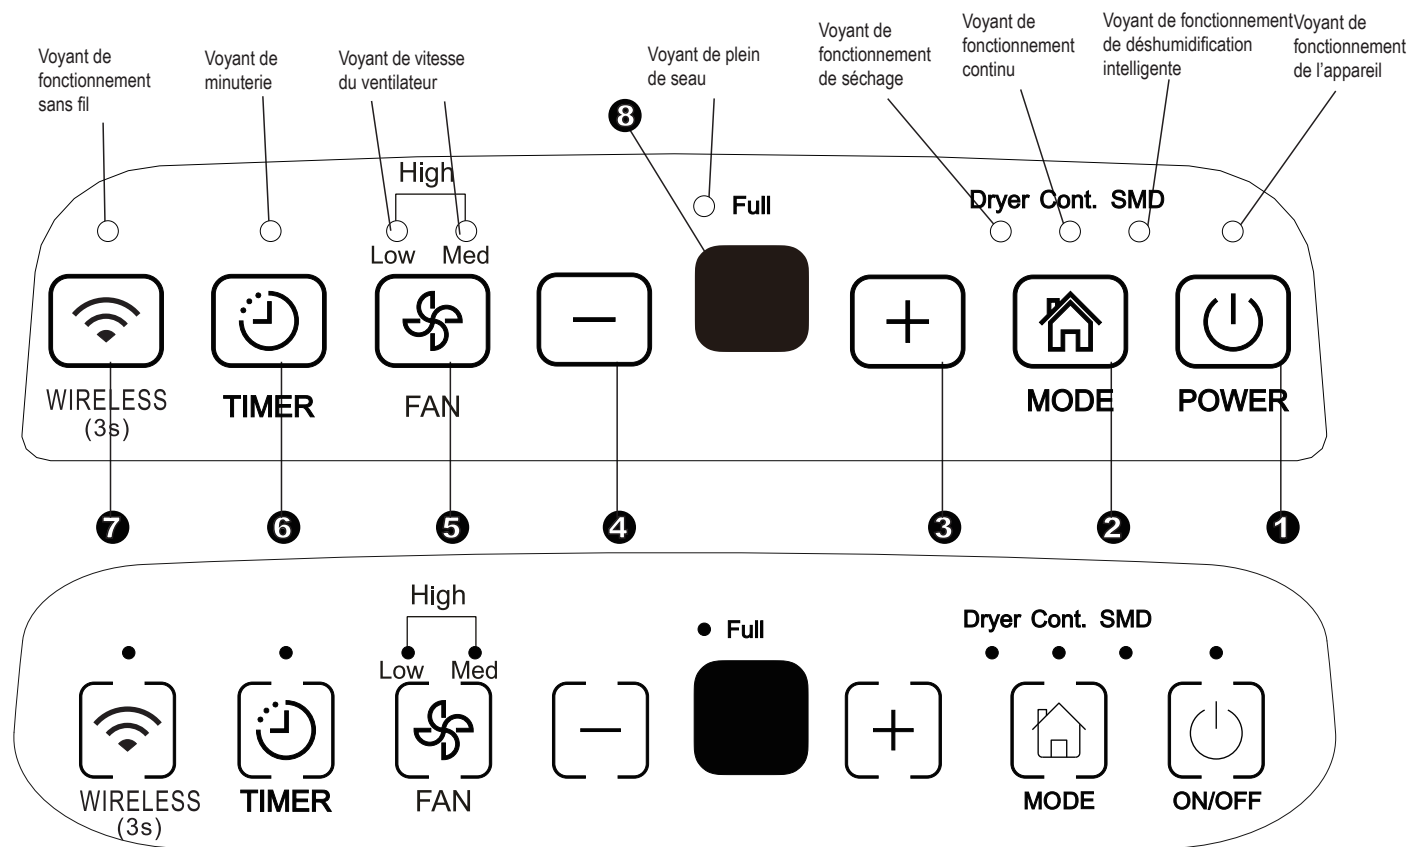 Voyant de
fonctionnement
sans fil
Voyant de
minuterie
Voyant de vitesse
du ventilateur
Voyant de plein
de seau
Voyant de
fonctionnement
de séchage
Voyant de
fonctionnement
continu
Voyant de fonctionnement
de déshumidification
intelligente
Voyant de
fonctionnement
de l'appareil
8
High
Full
Dryer Cont. SMD
Low Med
WIRELESS
(3s)
TIMER
FAN
MODE
POWER
7 6 5 4 3 2 1
High
Full
Dryer Cont. SMD
Low Med
WIRELESS
(3s)
TIMER
FAN
MODE
ON/OFF